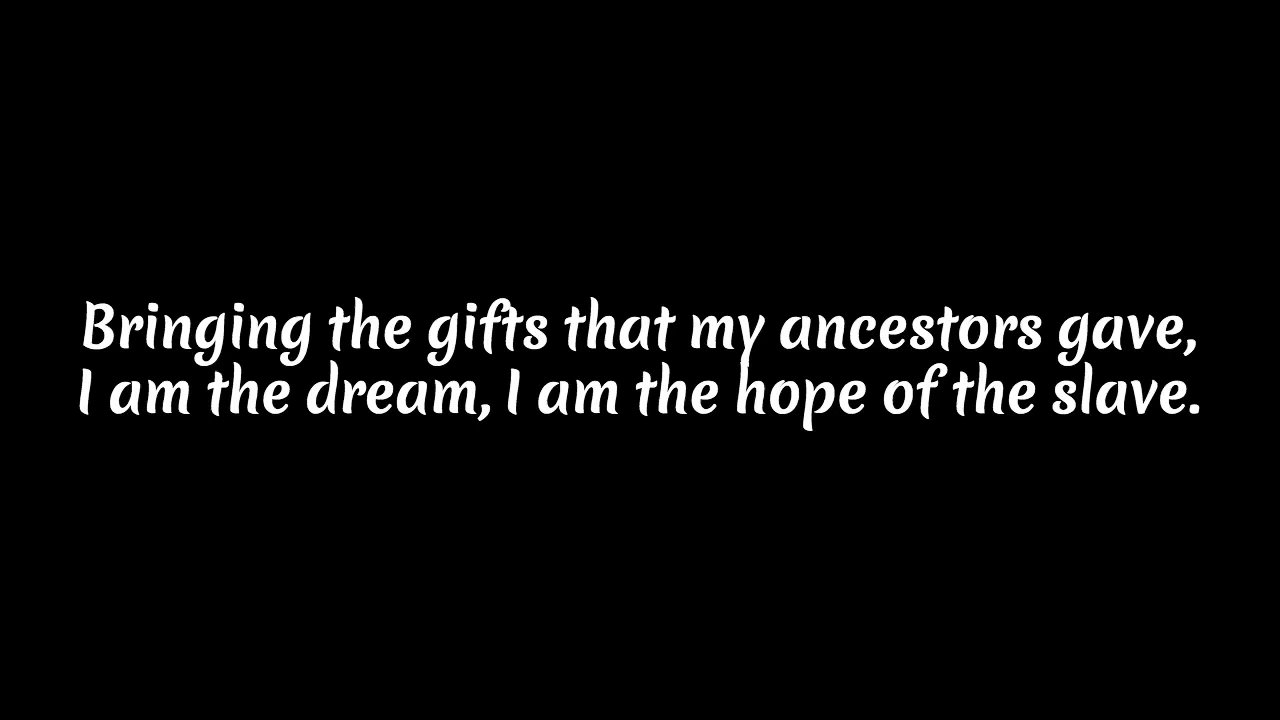 Bringing the gifts that my ancestors gave,
I am the dream, I am the hope of the slave.